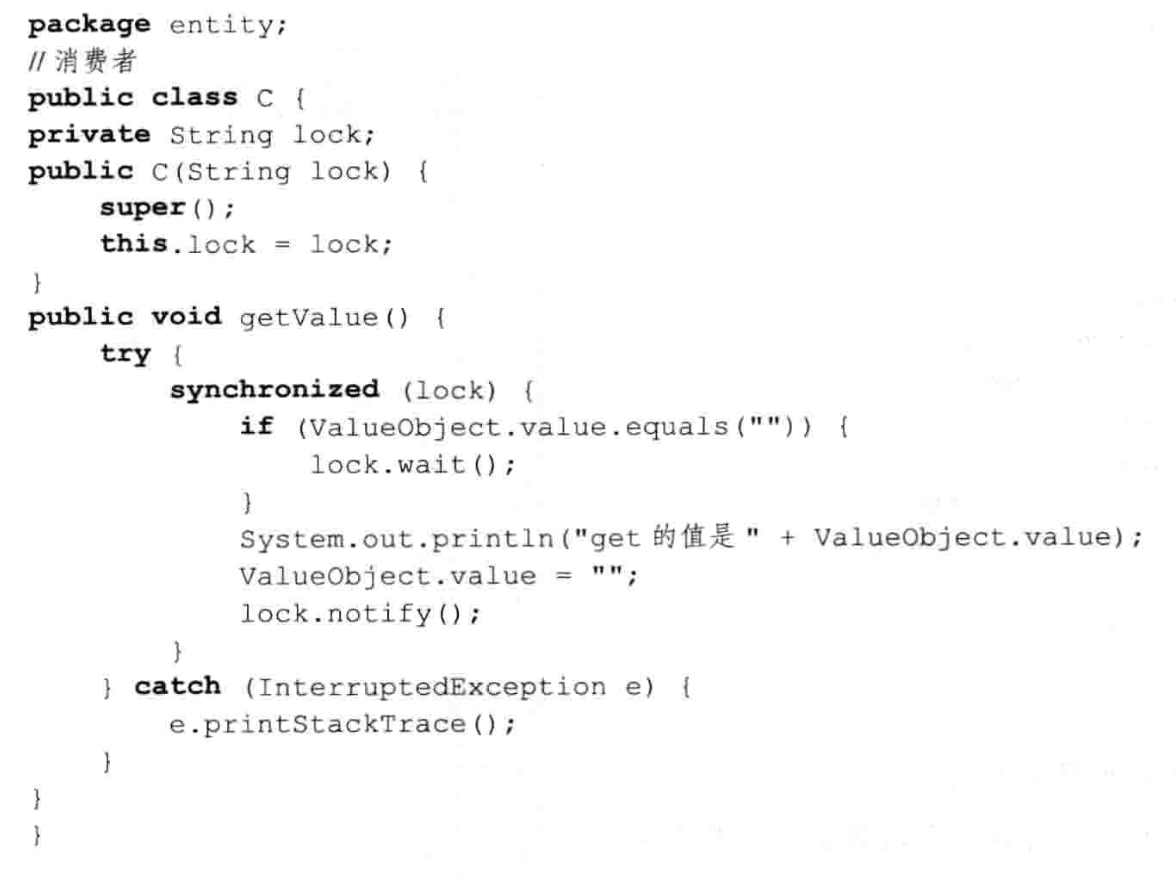 package entity;
// 消费者
public class C {
private String lock;
public C(String lock) {
    super();
    this.lock = lock;
}
public void getValue() {
    try {
        synchronized (lock) {
            if (ValueObject.value.equals("")) {
                lock.wait();
            }
            System.out.println("get 的值是 " + ValueObject.value);
            ValueObject.value = "";
            lock.notify();
        }
    } catch (InterruptedException e) {
        e.printStackTrace();
    }
}
}